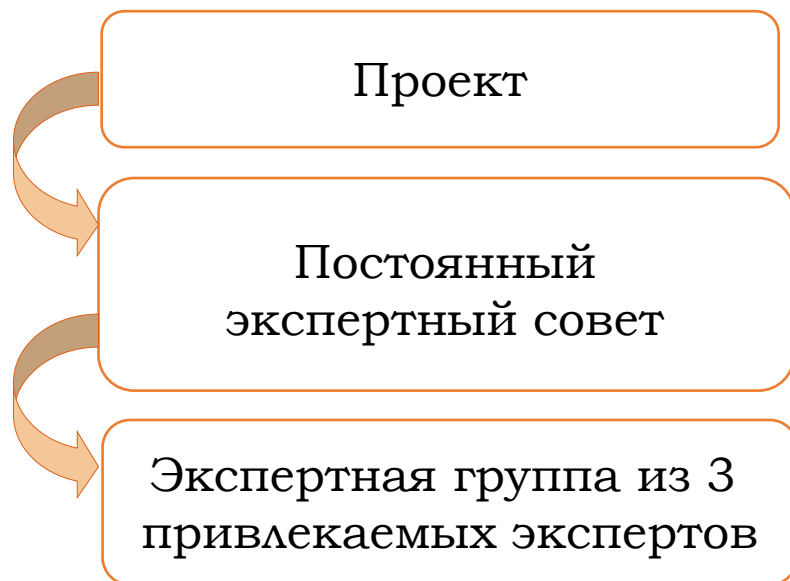 Проект
Постоянный
экспертный совет
Экспертная группа из 3
привлекаемых экспертов